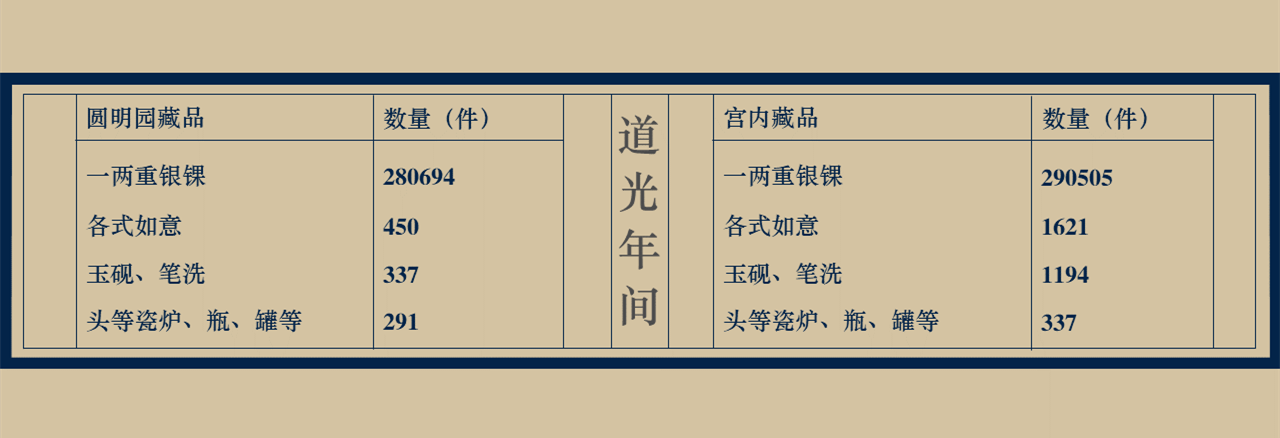 圆明园藏品 数量（件）
一两重银锞 280694
各式如意 450
玉砚、笔洗 337
头等瓷炉、瓶、罐等 291
道光年间
宫内藏品 数量（件）
一两重银锞 290505
各式如意 1621
玉砚、笔洗 1194
头等瓷炉、瓶、罐等 337